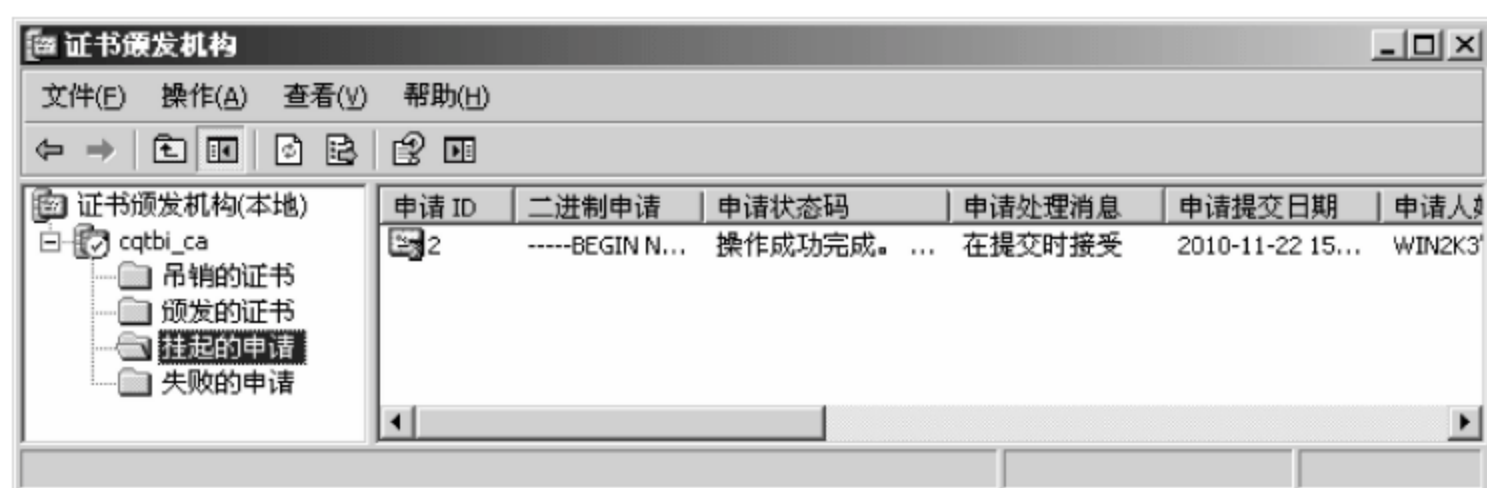 证书颁发机构
文件(F) 操作(A) 查看(V) 帮助(H)
证书颁发机构(本地)
cqtbi_ca
吊销的证书
颁发的证书
挂起的申请
失败的申请
申请 ID 二进制申请 申请状态码 申请处理消息 申请提交日期 申请人
2 -----BEGIN N... 操作成功完成。 ... 在提交时接受 2010-11-22 15... WIN2K3